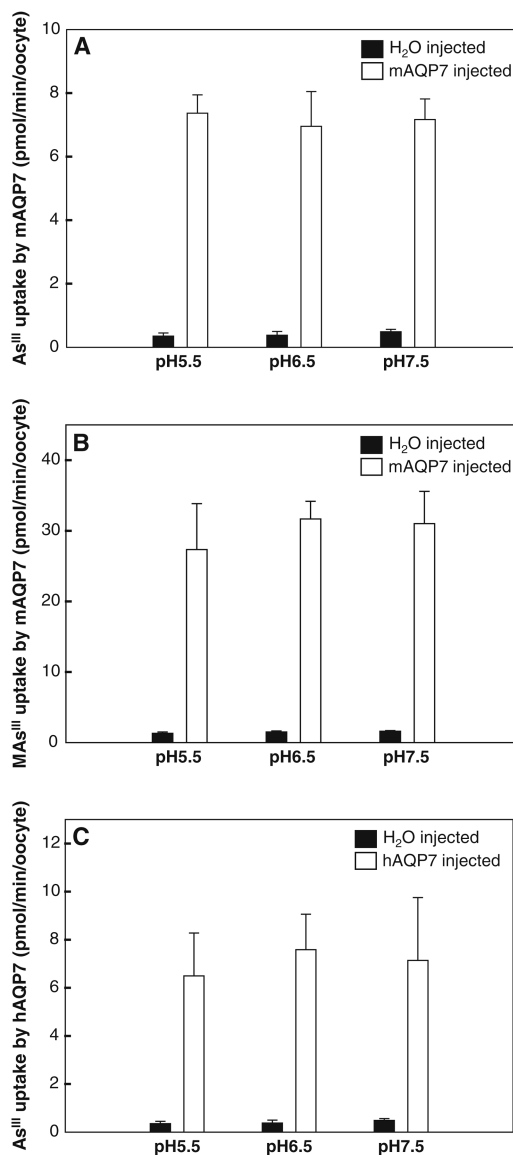 A
H₂O injected
mAQP7 injected
Asᴵᴵᴵ uptake by mAQP7 (pmol/min/oocyte)
10
8
6
4
2
0
pH5.5 pH6.5 pH7.5
B
H₂O injected
mAQP7 injected
MAsᴵᴵᴵ uptake by mAQP7 (pmol/min/oocyte)
40
30
20
10
0
pH5.5 pH6.5 pH7.5
C
H₂O injected
hAQP7 injected
Asᴵᴵᴵ uptake by hAQP7 (pmol/min/oocyte)
12
10
8
6
4
2
0
pH5.5 pH6.5 pH7.5